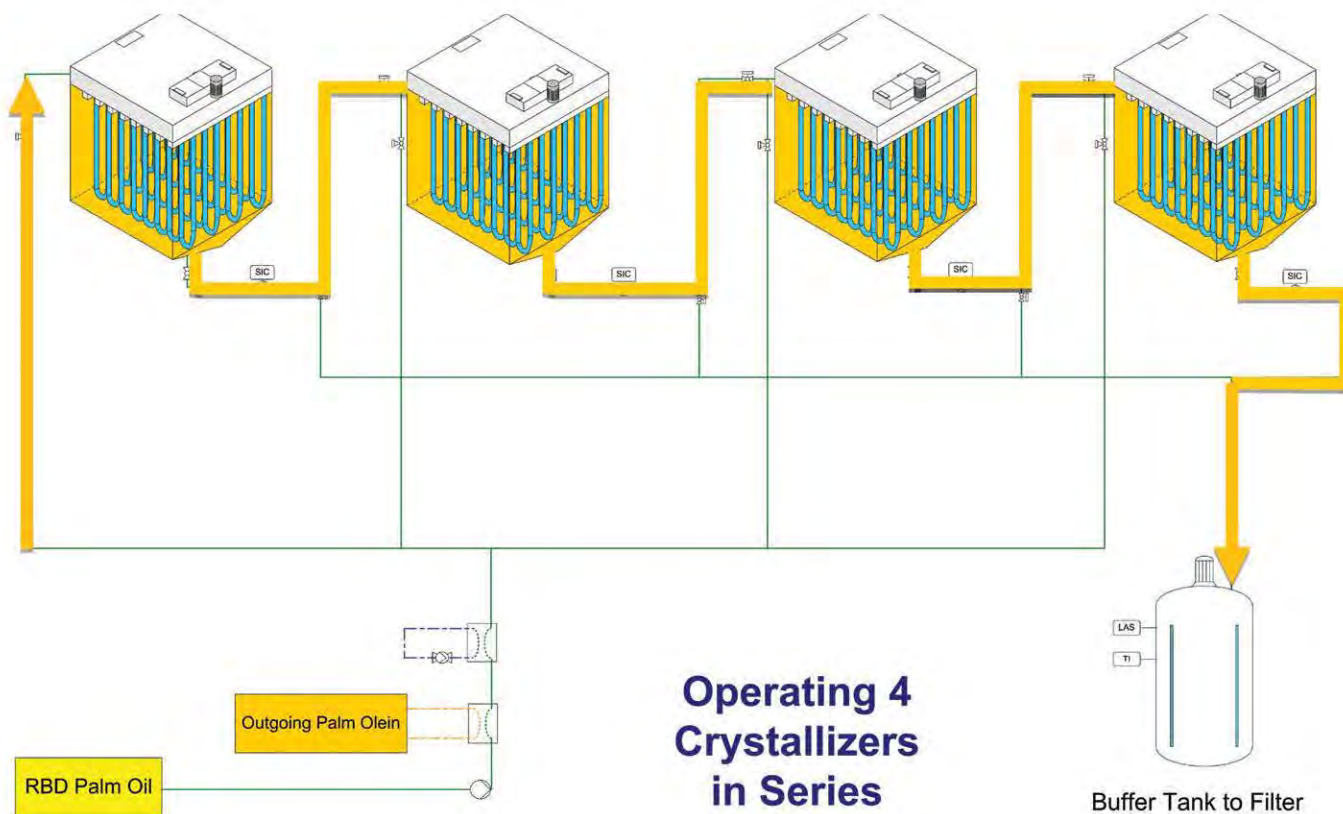 SIC
SIC
SIC
SIC
LAS
TI
Outgoing Palm Olein
RBD Palm Oil
Operating 4
Crystallizers
in Series
Buffer Tank to Filter